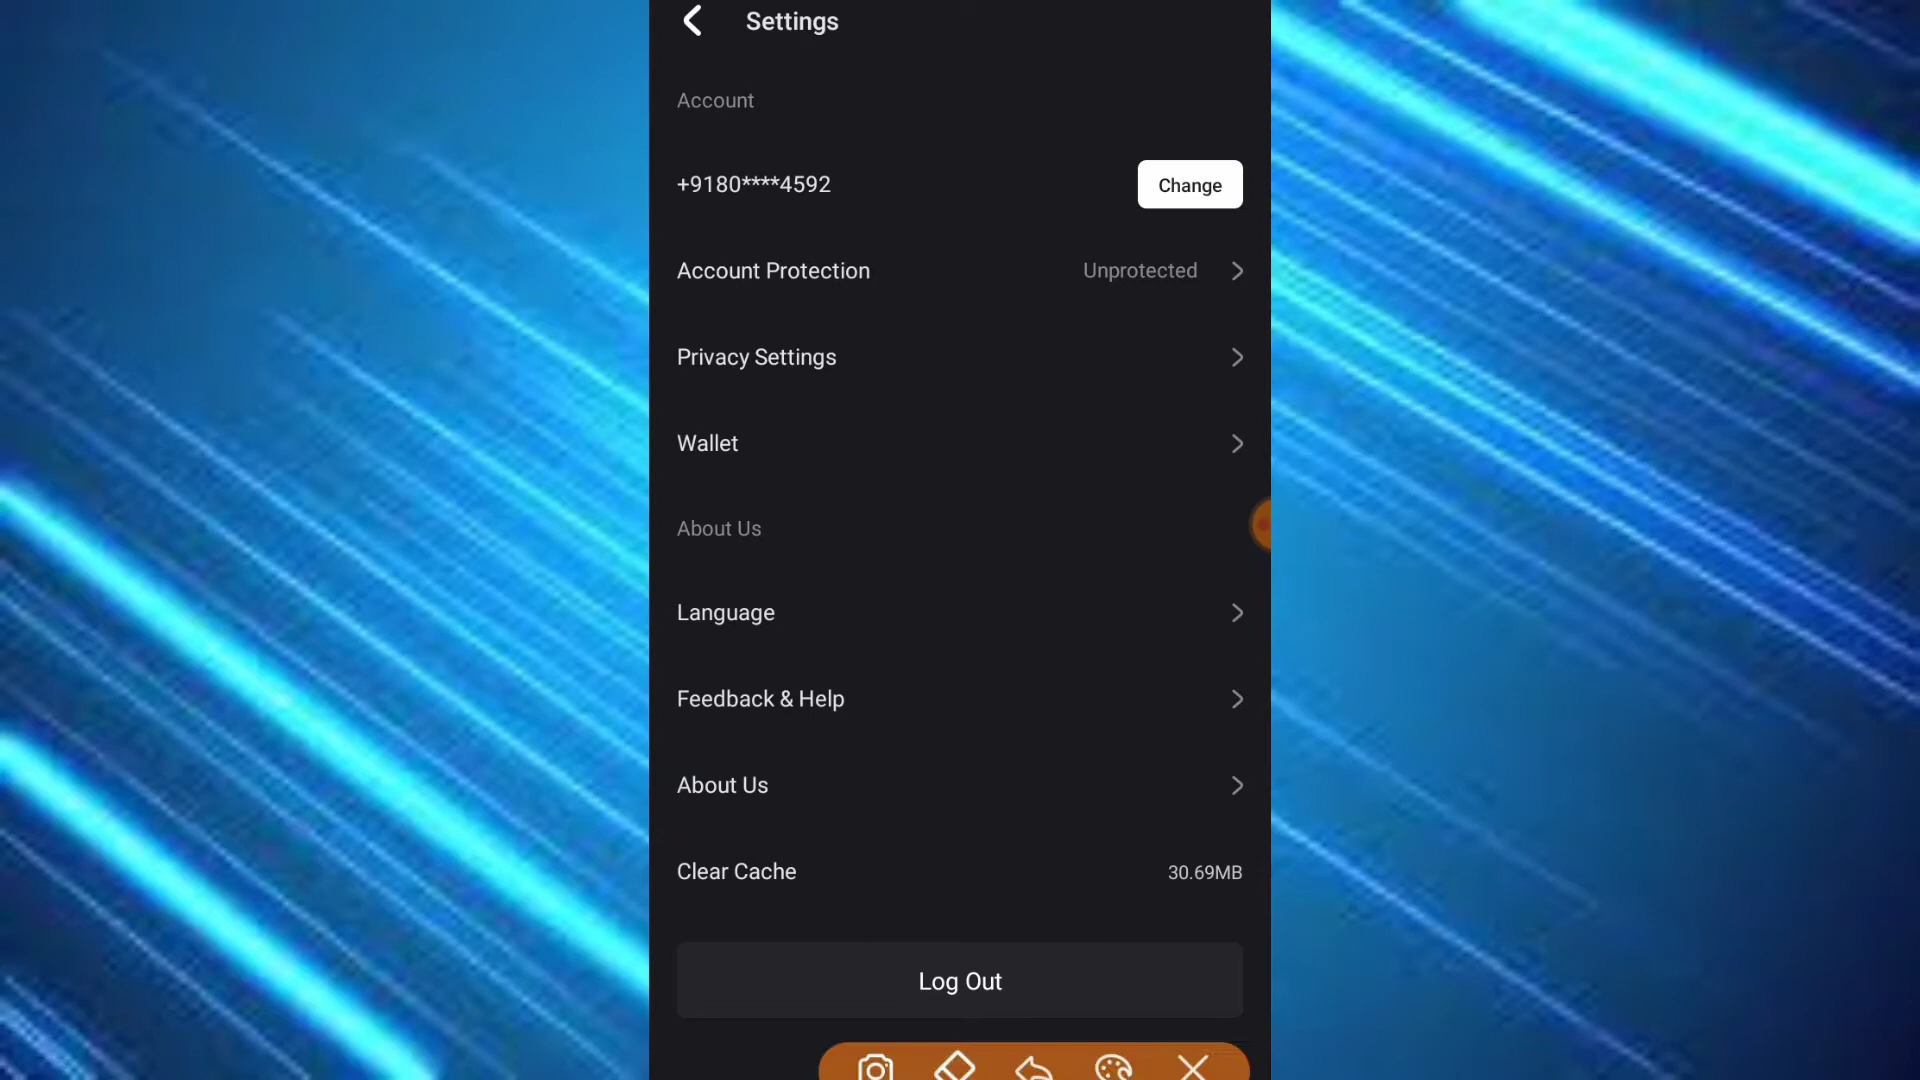 Settings
Account
+9180****4592
Change
Account Protection
Unprotected
Privacy Settings
Wallet
About Us
Language
Feedback & Help
About Us
Clear Cache
30.69MB
Log Out